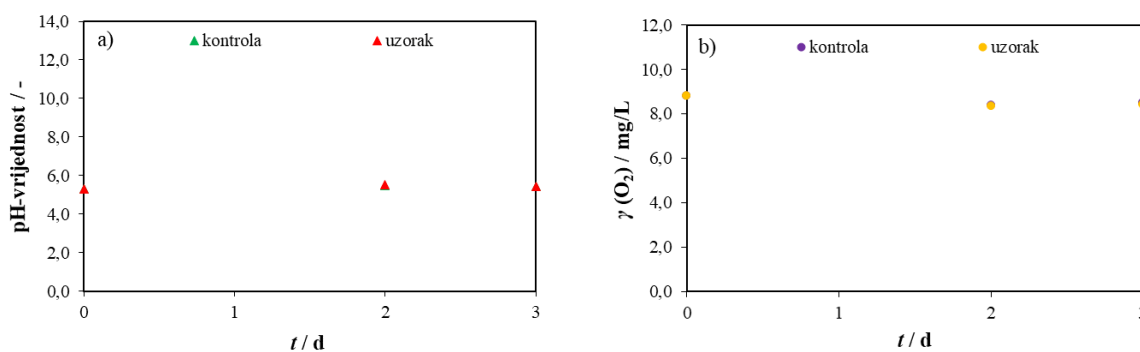 a)
kontrola
uzorak
pH-vrijednost / -
14,0
12,0
10,0
8,0
6,0
4,0
2,0
0,0
0
1
2
3
t / d
b)
kontrola
uzorak
γ (O₂) / mg/L
12,0
10,0
8,0
6,0
4,0
2,0
0,0
0
1
2
t / d